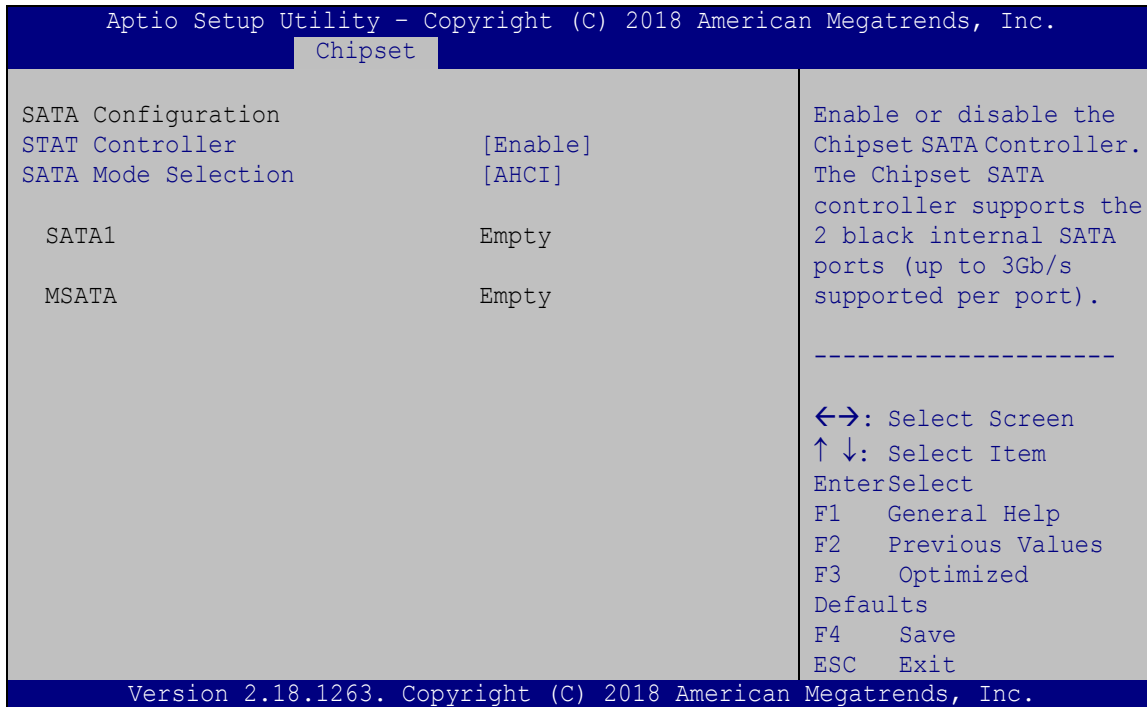 Aptio Setup Utility – Copyright (C) 2018 American Megatrends, Inc.
Chipset
SATA Configuration
STAT Controller [Enable]
SATA Mode Selection [AHCI]
SATA1 Empty
MSATA Empty
Enable or disable the
Chipset SATA Controller.
The Chipset SATA
controller supports the
2 black internal SATA
ports (up to 3Gb/s
supported per port).
---------------------
←→: Select Screen
↑ ↓: Select Item
EnterSelect
F1 General Help
F2 Previous Values
F3 Optimized
Defaults
F4 Save
ESC Exit
Version 2.18.1263. Copyright (C) 2018 American Megatrends, Inc.